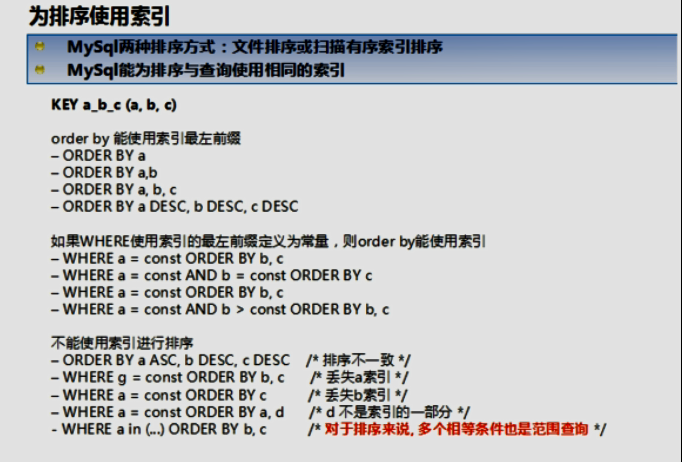 为排序使用索引
MySql两种排序方式：文件排序或扫描有序索引排序
MySql能为排序与查询使用相同的索引
KEY a_b_c (a, b, c)
order by 能使用索引最左前缀
– ORDER BY a
– ORDER BY a,b
– ORDER BY a, b, c
– ORDER BY a DESC, b DESC, c DESC
如果WHERE使用索引的最左前缀定义为常量，则order by能使用索引
– WHERE a = const ORDER BY b, c
– WHERE a = const AND b = const ORDER BY c
– WHERE a = const ORDER BY b, c
– WHERE a = const AND b > const ORDER BY b, c
不能使用索引进行排序
– ORDER BY a ASC, b DESC, c DESC /* 排序不一致 */
– WHERE g = const ORDER BY b, c /* 丢失a索引 */
– WHERE a = const ORDER BY c /* 丢失b索引 */
– WHERE a = const ORDER BY a, d /* d 不是索引的一部分 */
- WHERE a in (...) ORDER BY b, c /* 对于排序来说, 多个相等条件也是范围查询 */